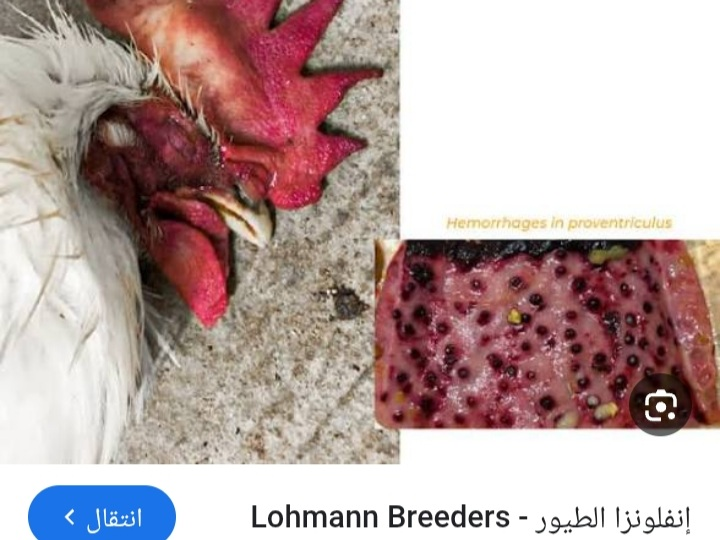 Hemorrhages in proventriculus
إنفلونزا الطيور - Lohmann Breeders
انتقال